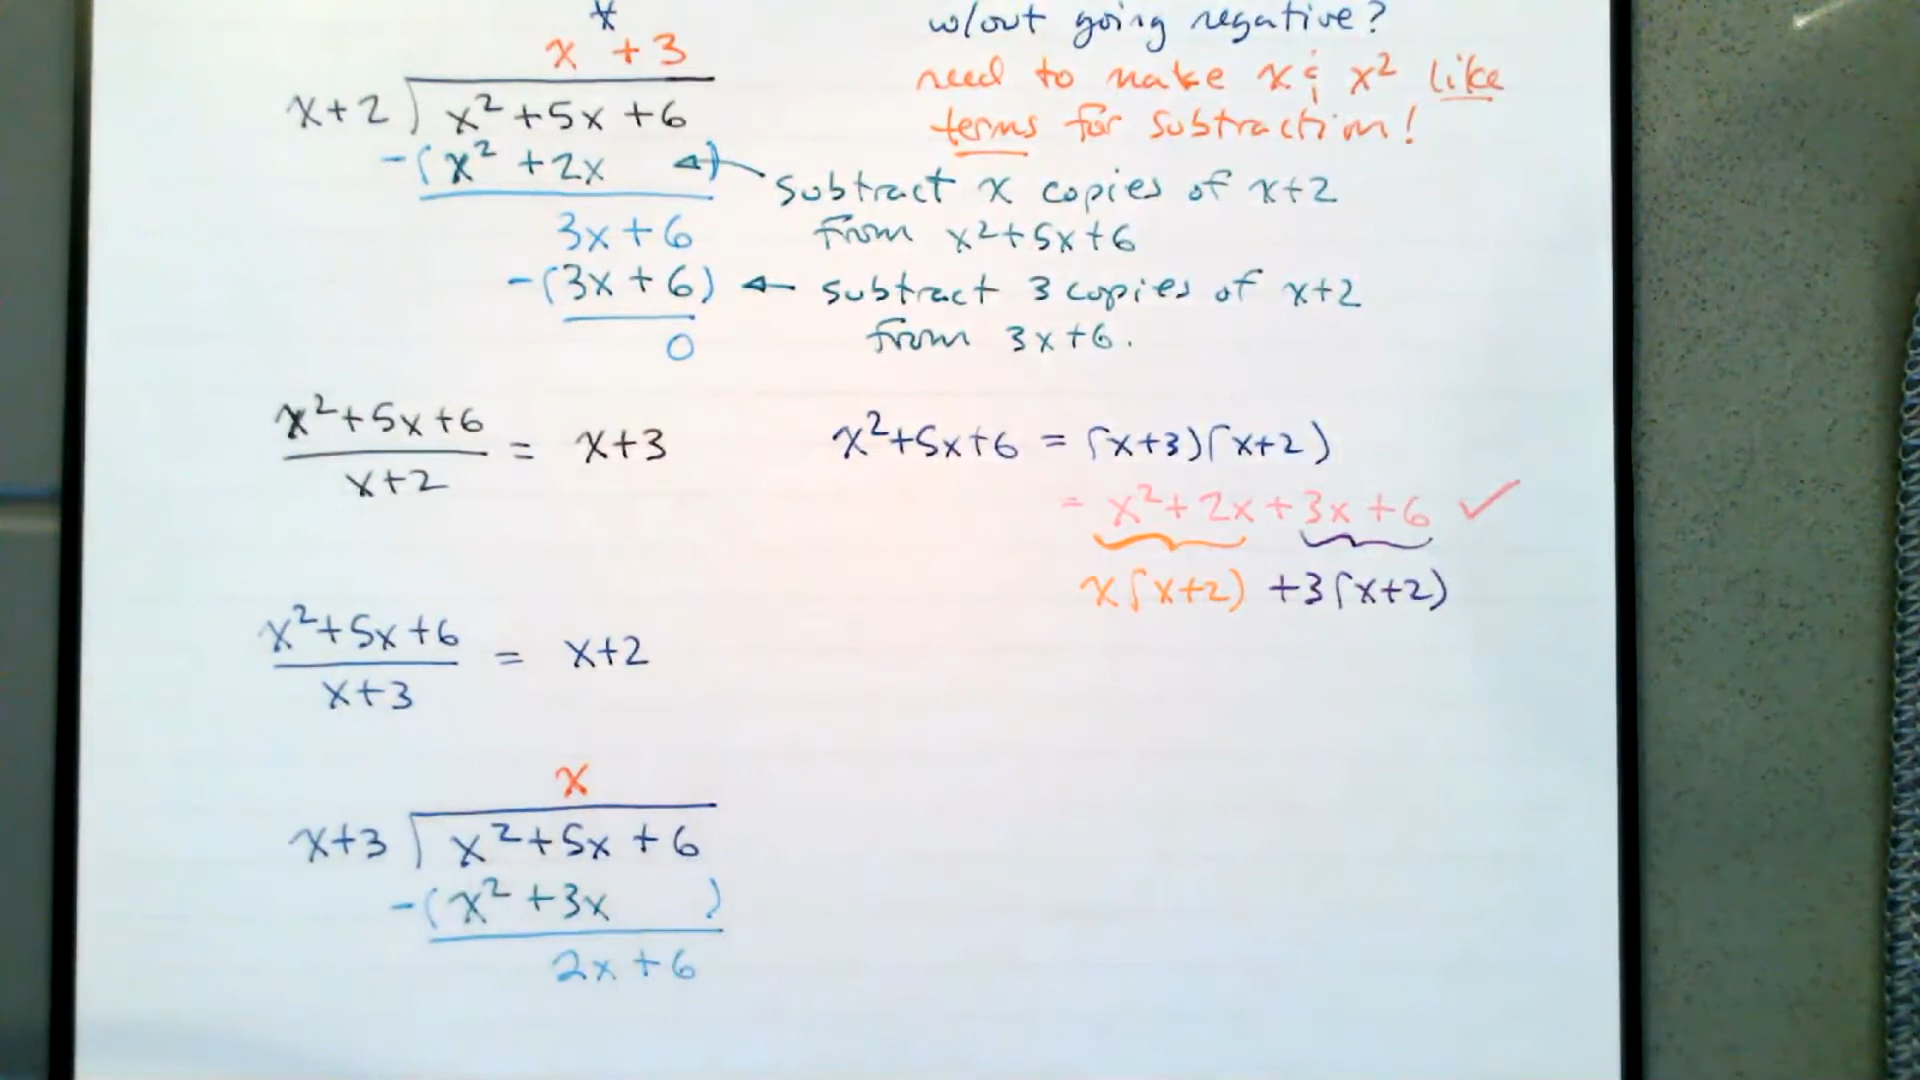 w/out going negative?
*
x + 3
need to make x & x² like
terms for subtraction!
x+2 ) x² + 5x + 6
-( x² + 2x )
subtract x copies of x+2
from x²+5x+6
3x + 6
-(3x + 6)
subtract 3 copies of x+2
from 3x+6.
0
x²+5x+6 / x+2 = x+3
x²+5x+6 = (x+3)(x+2)
= x²+2x+3x+6 ✓
x(x+2) +3(x+2)
x²+5x+6 / x+3 = x+2
x
x+3 ) x²+5x+6
-( x² +3x )
2x + 6